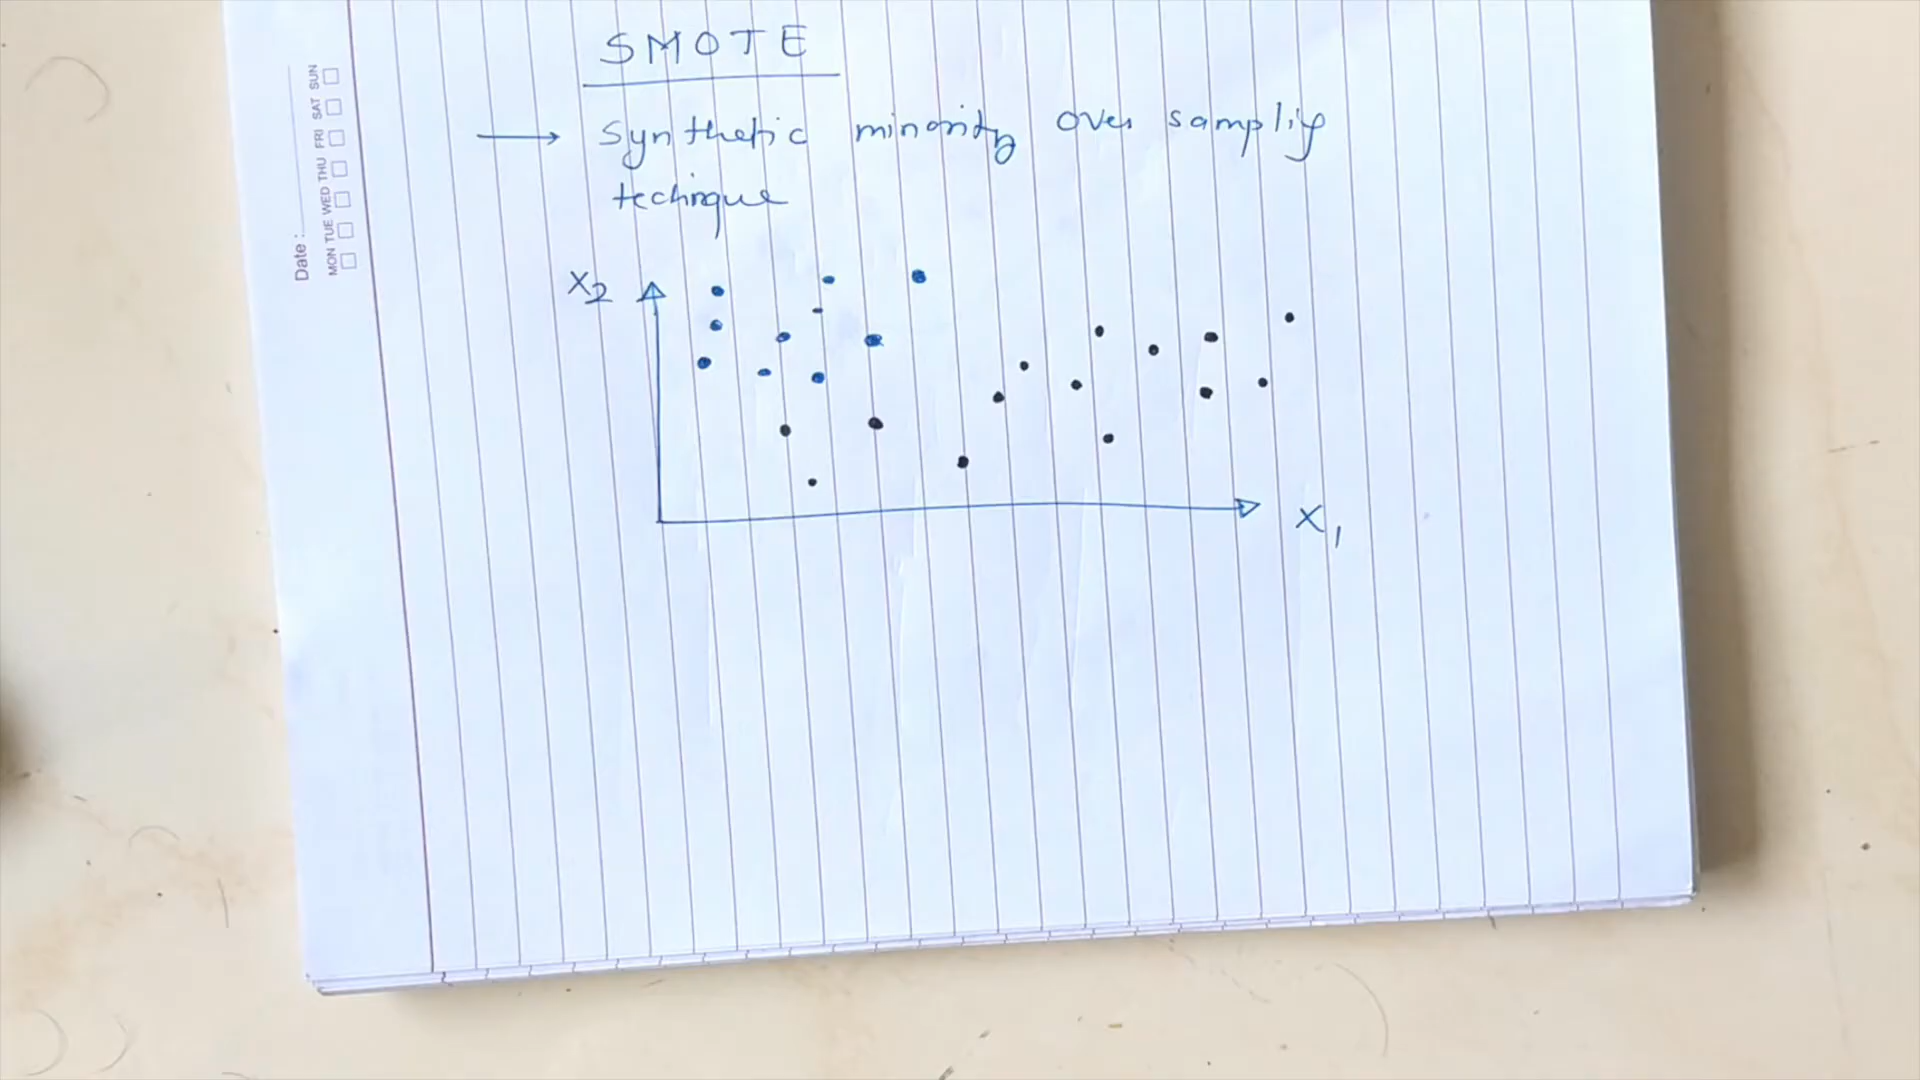 SMOTE
→ Synthetic minority over sampling
technique
X2
X1
Date :
MON TUE WED THU FRI SAT SUN